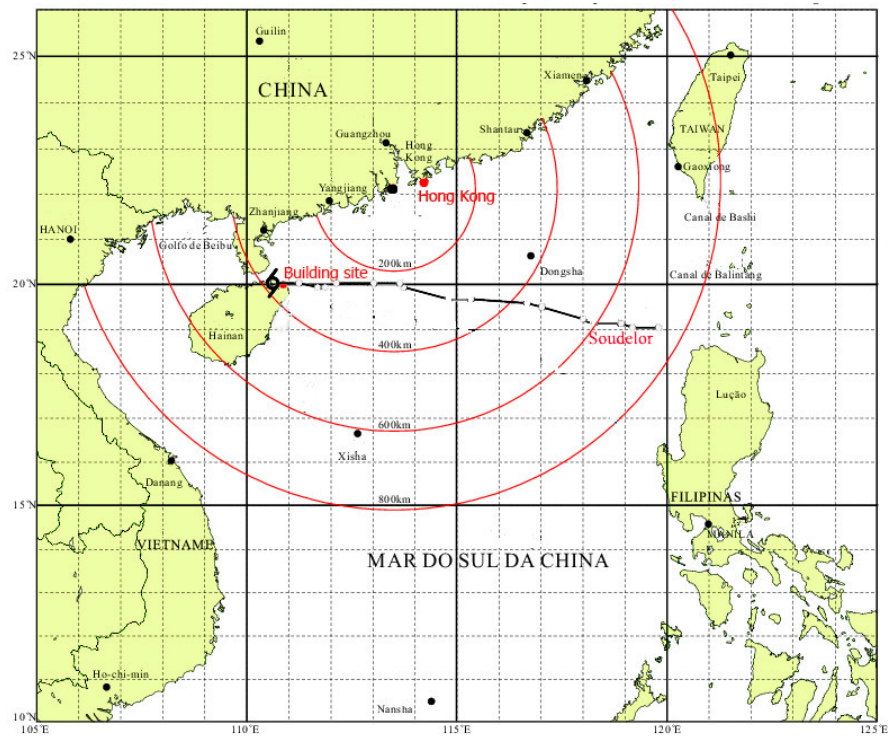 25°N
Guilin
Xiamen
Taipei
CHINA
Shantau
TAIWAN
Guangzhou
Hong
Kong
Gaoxiong
Yangjiang
Hong Kong
Zhanjiang
Canal de Bashi
HANOI
Golfo de Beibu
200km
Building site
Dongsha
Canal de Balintang
20°N
Hainan
400km
Soudelor
Lução
600km
Xisha
Danang
800km
15°N
FILIPINAS
MANILA
VIETNAME
MAR DO SUL DA CHINA
Ho-chi-min
Nansha
10°N
105°E
110°E
115°E
120°E
125°E